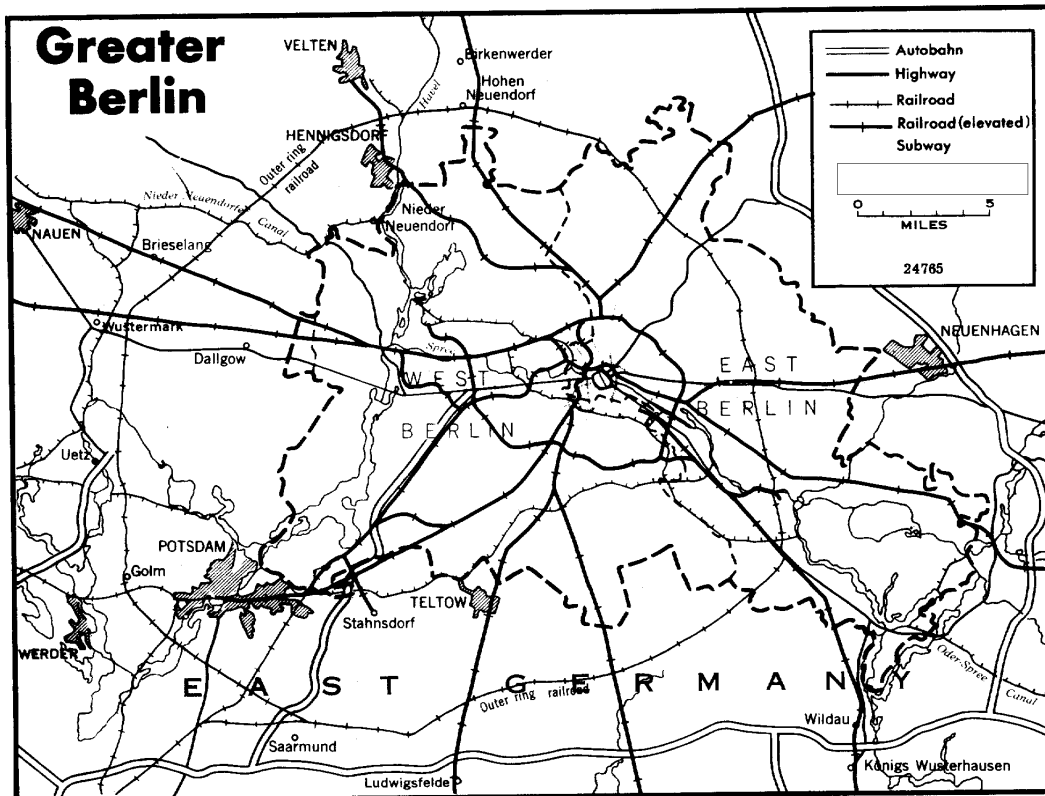 Greater
Berlin
VELTEN
Birkenwerder
Hohen
Neuendorf
Havel
HENNIGSDORF
Outer ring
railroad
Autobahn
Highway
Railroad
Railroad (elevated)
Subway
0 5
MILES
24765
Nieder Neuendorfer
Canal
Nieder
Neuendorf
NAUEN
Brieselang
Wustermark
Dallgow
Spree
WEST
BERLIN
EAST
BERLIN
NEUENHAGEN
Uetz
POTSDAM
Golm
TELTOW
Stahnsdorf
WERDER
EAST GERMANY
Outer ring railroad
Oder-Spree
Canal
Wildau
Saarmund
Ludwigsfelde
Königs Wusterhausen